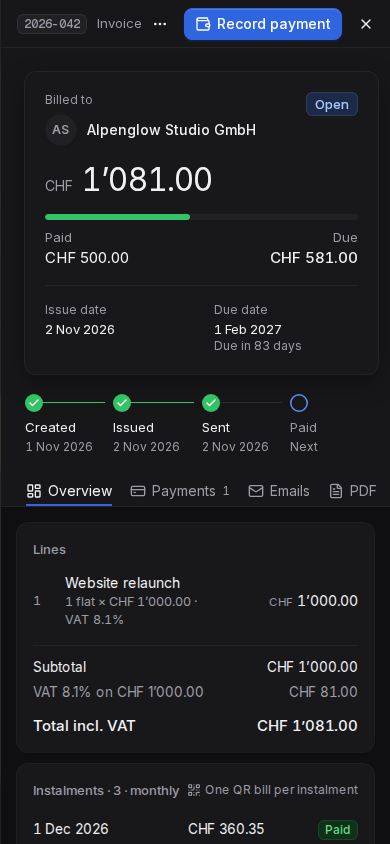 2026-042 Invoice ··· Record payment
Billed to
Open
AS Alpenglow Studio GmbH
CHF 1’081.00
Paid Due
CHF 500.00 CHF 581.00
Issue date Due date
2 Nov 2026 1 Feb 2027
Due in 83 days
Created Issued Sent Paid
1 Nov 2026 2 Nov 2026 2 Nov 2026 Next
Overview Payments 1 Emails PDF
Lines
1 Website relaunch CHF 1’000.00
1 flat × CHF 1’000.00 ·
VAT 8.1%
Subtotal CHF 1’000.00
VAT 8.1% on CHF 1’000.00 CHF 81.00
Total incl. VAT CHF 1’081.00
Instalments · 3 · monthly One QR bill per instalment
1 Dec 2026 CHF 360.35 Paid